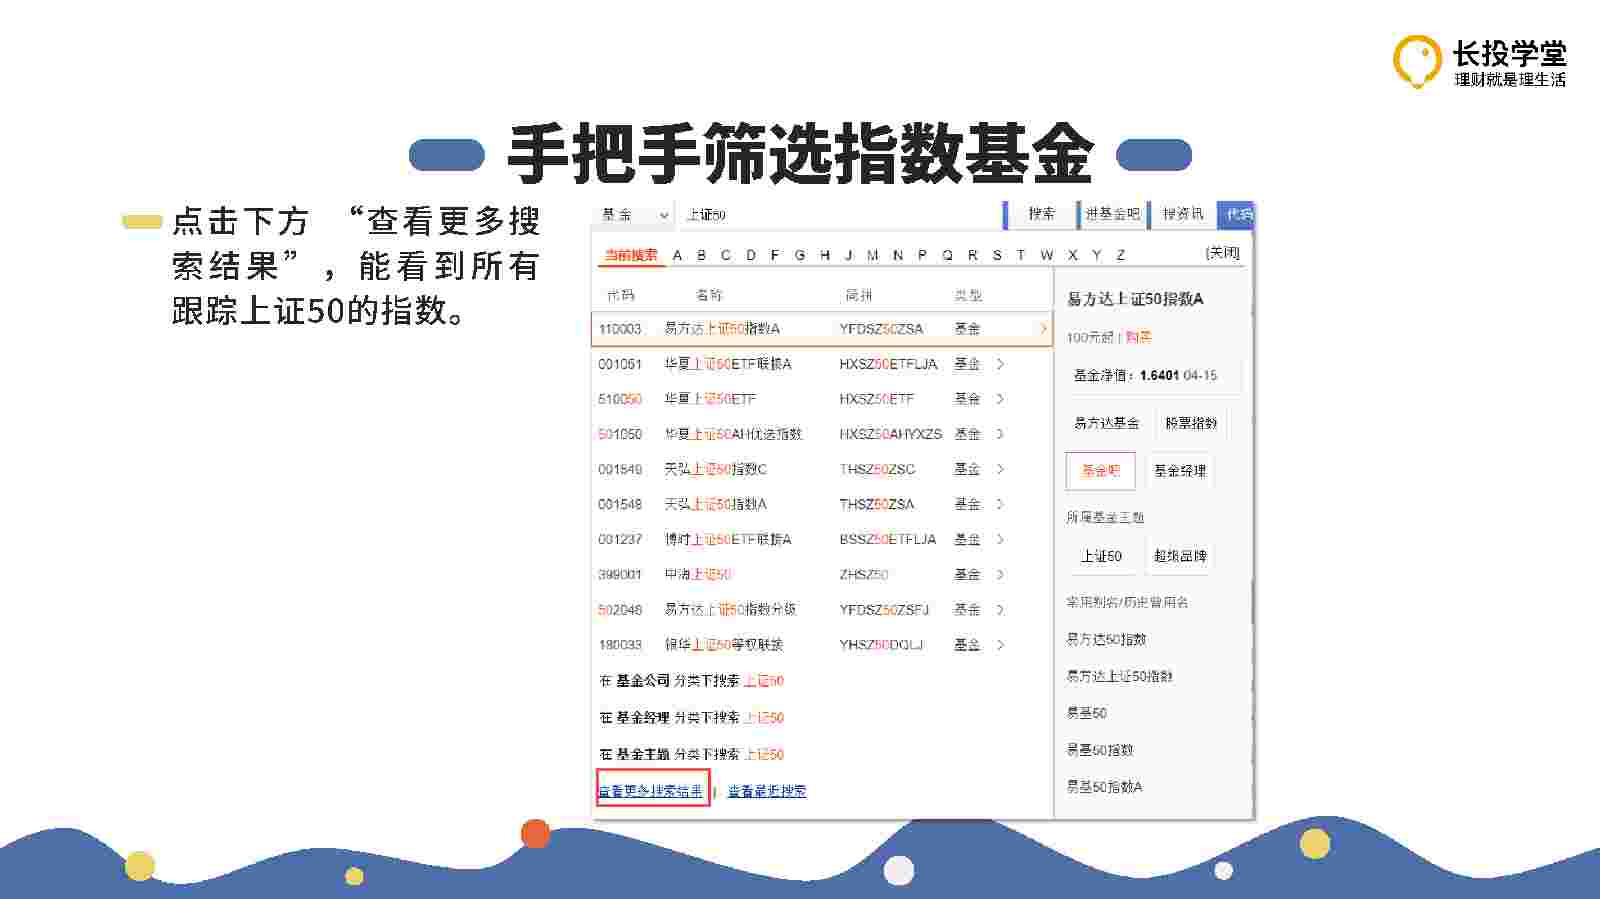 长投学堂
理财就是理生活
手把手筛选指数基金
点击下方 “查看更多搜
索结果”，能看到所有
跟踪上证50的指数。
基金 上证50 搜索 进基金吧 搜资讯 代码
当前搜索 A B C D F G H J M N P Q R S T W X Y Z [关闭]
代码 名称 简拼 类型
110003 易方达上证50指数A YFDSZ50ZSA 基金
001051 华夏上证50ETF联接A HXSZ50ETFLJA 基金
510050 华夏上证50ETF HXSZ50ETF 基金
501050 华夏上证50AH优选指数 HXSZ50AHYXZS 基金
001549 天弘上证50指数C THSZ50ZSC 基金
001548 天弘上证50指数A THSZ50ZSA 基金
001237 博时上证50ETF联接A BSSZ50ETFLJA 基金
399001 中海上证50 ZHSZ50 基金
502048 易方达上证50指数分级 YFDSZ50ZSFJ 基金
180033 银华上证50等权联接 YHSZ50DQLJ 基金
在 基金公司 分类下搜索 上证50
在 基金经理 分类下搜索 上证50
在 基金主题 分类下搜索 上证50
查看更多搜索结果 | 查看最近搜索
易方达上证50指数A
100元起 | 购买
基金净值：1.6401 04-15
易方达基金 股票指数
基金吧 基金经理
所属基金主题
上证50 超级品牌
常用别名/历史曾用名
易方达50指数
易方达上证50指数
易基50
易基50指数
易基50指数A